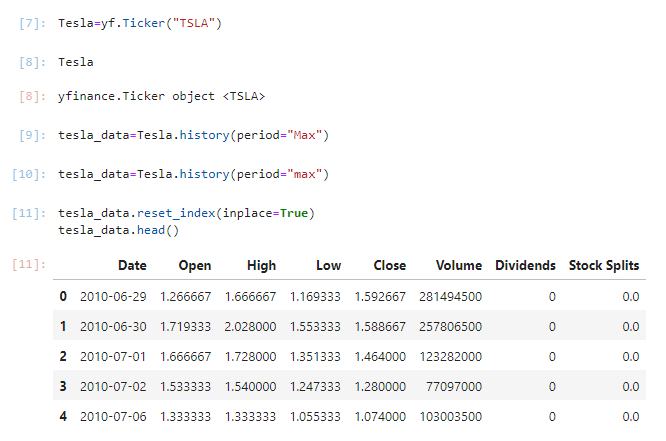 [7]: Tesla=yf.Ticker("TSLA")
[8]: Tesla
[8]: yfinance.Ticker object <TSLA>
[9]: tesla_data=Tesla.history(period="Max")
[10]: tesla_data=Tesla.history(period="max")
[11]: tesla_data.reset_index(inplace=True)
tesla_data.head()
[11]: Date Open High Low Close Volume Dividends Stock Splits
0 2010-06-29 1.266667 1.666667 1.169333 1.592667 281494500 0 0.0
1 2010-06-30 1.719333 2.028000 1.553333 1.588667 257806500 0 0.0
2 2010-07-01 1.666667 1.728000 1.351333 1.464000 123282000 0 0.0
3 2010-07-02 1.533333 1.540000 1.247333 1.280000 77097000 0 0.0
4 2010-07-06 1.333333 1.333333 1.055333 1.074000 103003500 0 0.0